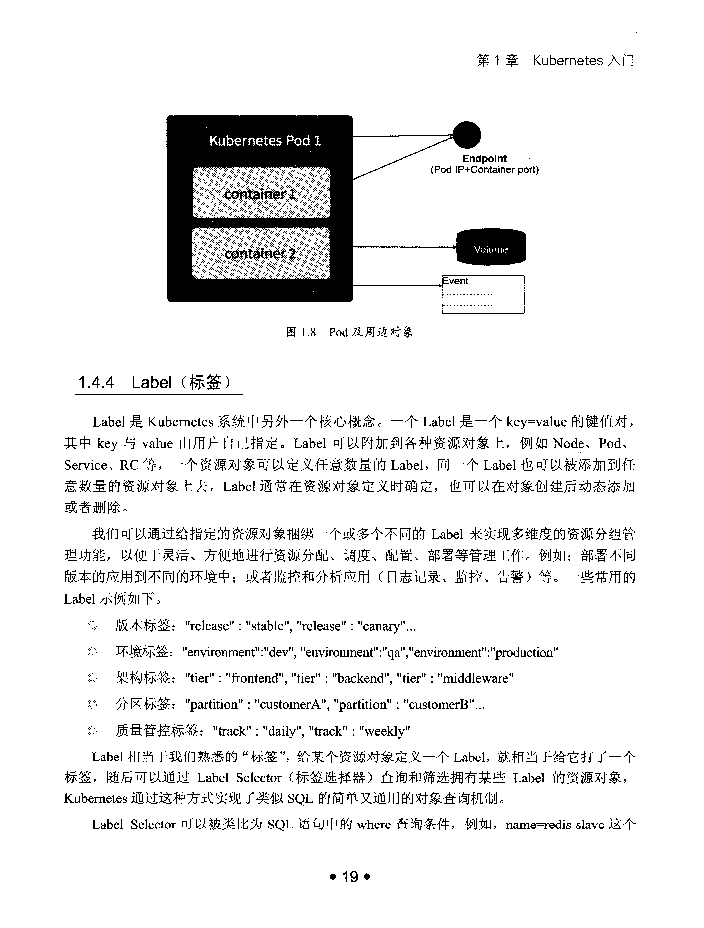 第 1 章 Kubernetes 入门
Kubernetes Pod 1
container 1
container 2
Endpoint
(Pod IP+Container port)
Volume
Event
图 1.8 Pod 及周边对象
1.4.4 Label（标签）
Label 是 Kubernetes 系统中另外一个核心概念。一个 Label 是一个 key=value 的键值对，
其中 key 与 value 由用户自己指定。Label 可以附加到各种资源对象上，例如 Node、Pod、
Service、RC 等，一个资源对象可以定义任意数量的 Label，同一个 Label 也可以被添加到任
意数量的资源对象上去，Label 通常在资源对象定义时确定，也可以在对象创建后动态添加
或者删除。
我们可以通过给指定的资源对象捆绑一个或多个不同的 Label 来实现多维度的资源分组管
理功能，以便于灵活、方便地进行资源分配、调度、配置、部署等管理工作。例如：部署不同
版本的应用到不同的环境中；或者监控和分析应用（日志记录、监控、告警）等。一些常用的
Label 示例如下。
版本标签："release" : "stable", "release" : "canary"...
环境标签："environment":"dev", "environment":"qa","environment":"production"
架构标签："tier" : "frontend", "tier" : "backend", "tier" : "middleware"
分区标签："partition" : "customerA", "partition" : "customerB"...
质量管控标签："track" : "daily", "track" : "weekly"
Label 相当于我们熟悉的“标签”，给某个资源对象定义一个 Label，就相当于给它打了一个
标签，随后可以通过 Label Selector（标签选择器）查询和筛选拥有某些 Label 的资源对象，
Kubernetes 通过这种方式实现了类似 SQL 的简单又通用的对象查询机制。
Label Selector 可以被类比为 SQL 语句中的 where 查询条件，例如，name=redis-slave 这个
• 19 •